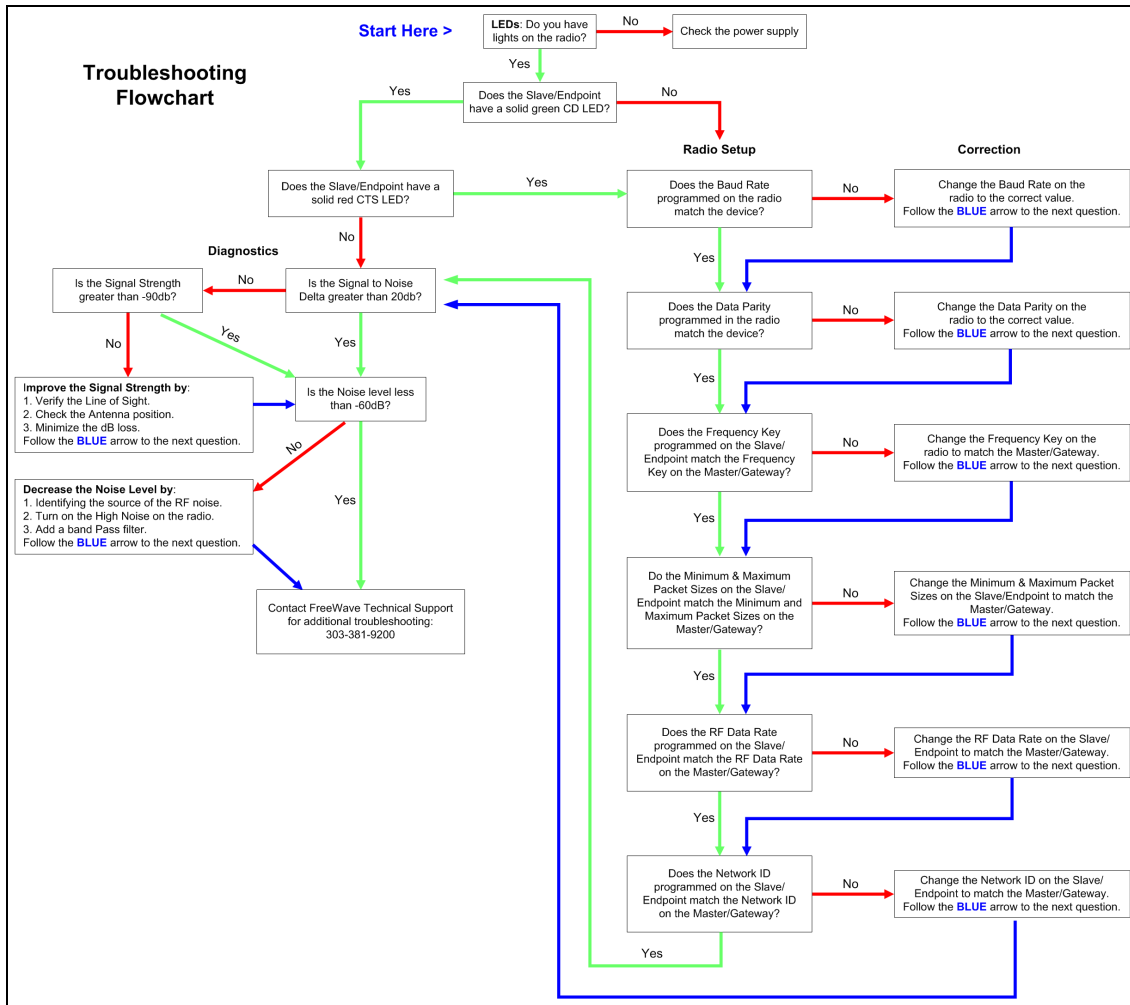 Start Here >
LEDs: Do you have
lights on the radio?
No
Check the power supply
Troubleshooting
Flowchart
Yes
Yes
Does the Slave/Endpoint
have a solid green CD LED?
No
Radio Setup
Correction
Does the Slave/Endpoint have a
solid red CTS LED?
Yes
Does the Baud Rate
programmed on the radio
match the device?
No
Change the Baud Rate on the
radio to the correct value.
Follow the BLUE arrow to the next question.
No
Yes
Diagnostics
Is the Signal Strength
greater than -90db?
No
Is the Signal to Noise
Delta greater than 20db?
Does the Data Parity
programmed in the radio
match the device?
No
Change the Data Parity on the
radio to the correct value.
Follow the BLUE arrow to the next question.
No
Yes
Yes
Yes
Improve the Signal Strength by:
1. Verify the Line of Sight.
2. Check the Antenna position.
3. Minimize the dB loss.
Follow the BLUE arrow to the next question.
Is the Noise level less
than -60dB?
Does the Frequency Key
programmed on the Slave/
Endpoint match the Frequency
Key on the Master/Gateway?
No
Change the Frequency Key on the
radio to match the Master/Gateway.
Follow the BLUE arrow to the next question.
No
Yes
Yes
Decrease the Noise Level by:
1. Identifying the source of the RF noise.
2. Turn on the High Noise on the radio.
3. Add a band Pass filter.
Follow the BLUE arrow to the next question.
Contact FreeWave Technical Support
for additional troubleshooting:
303-381-9200
Do the Minimum & Maximum
Packet Sizes on the Slave/
Endpoint match the Minimum and
Maximum Packet Sizes on the
Master/Gateway?
No
Change the Minimum & Maximum Packet
Sizes on the Slave/Endpoint to match the
Master/Gateway.
Follow the BLUE arrow to the next question.
Yes
Does the RF Data Rate
programmed on the Slave/
Endpoint match the RF Data Rate
on the Master/Gateway?
No
Change the RF Data Rate on the Slave/
Endpoint to match the Master/Gateway.
Follow the BLUE arrow to the next question.
Yes
Does the Network ID
programmed on the Slave/
Endpoint match the Network ID
on the Master/Gateway?
No
Change the Network ID on the Slave/
Endpoint to match the Master/Gateway.
Follow the BLUE arrow to the next question.
Yes